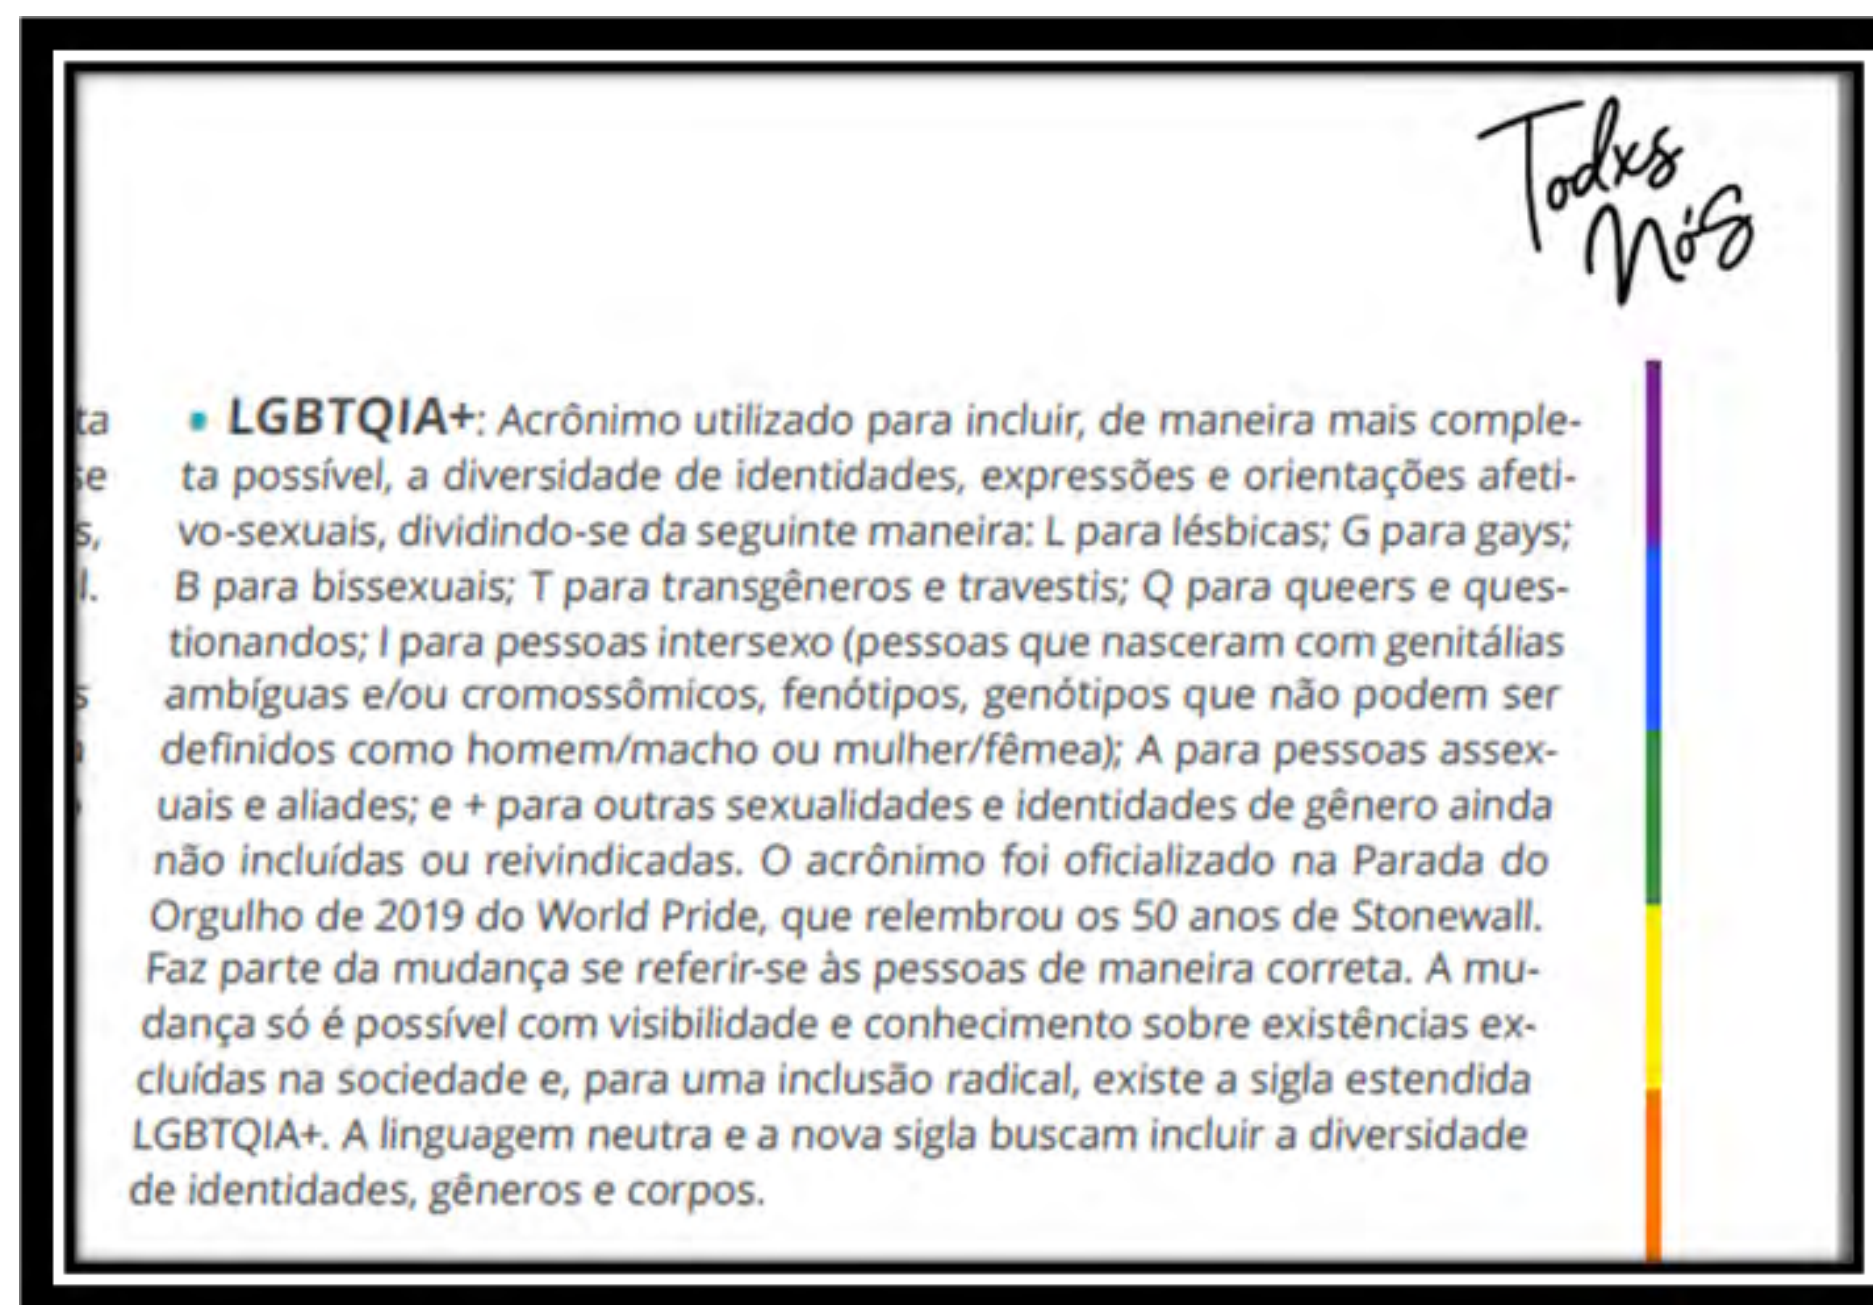 Todxs
Nós
• LGBTQIA+: Acrônimo utilizado para incluir, de maneira mais comple-
ta possível, a diversidade de identidades, expressões e orientações afeti-
vo-sexuais, dividindo-se da seguinte maneira: L para lésbicas; G para gays;
B para bissexuais; T para transgêneros e travestis; Q para queers e ques-
tionandos; I para pessoas intersexo (pessoas que nasceram com genitálias
ambíguas e/ou cromossômicos, fenótipos, genótipos que não podem ser
definidos como homem/macho ou mulher/fêmea); A para pessoas assex-
uais e aliades; e + para outras sexualidades e identidades de gênero ainda
não incluídas ou reivindicadas. O acrônimo foi oficializado na Parada do
Orgulho de 2019 do World Pride, que relembrou os 50 anos de Stonewall.
Faz parte da mudança se referir-se às pessoas de maneira correta. A mu-
dança só é possível com visibilidade e conhecimento sobre existências ex-
cluídas na sociedade e, para uma inclusão radical, existe a sigla estendida
LGBTQIA+. A linguagem neutra e a nova sigla buscam incluir a diversidade
de identidades, gêneros e corpos.